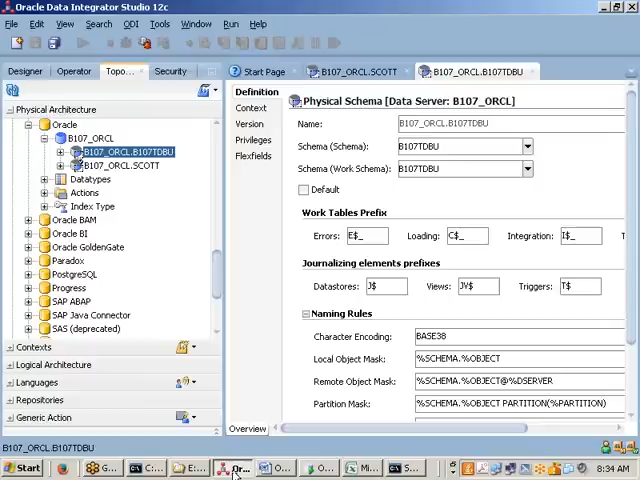 Oracle Data Integrator Studio 12c
File Edit View Search ODI Tools Window Run Help
Designer Operator Topo... Security
Start Page B107_ORCL.SCOTT B107_ORCL.B107TDBU
Physical Architecture
Oracle
B107_ORCL
B107_ORCL.B107TDBU
B107_ORCL.SCOTT
Datatypes
Actions
Index Type
Oracle BAM
Oracle BI
Oracle GoldenGate
Paradox
PostgreSQL
Progress
SAP ABAP
SAP Java Connector
SAS (deprecated)
Contexts
Logical Architecture
Languages
Repositories
Generic Action
Definition
Context
Version
Privileges
Flexfields
Physical Schema [Data Server: B107_ORCL]
Name: B107_ORCL.B107TDBU
Schema (Schema) B107TDBU
Schema (Work Schema) B107TDBU
Default
Work Tables Prefix
Errors: E$_ Loading: C$_ Integration: I$_
Journalizing elements prefixes
Datastores: J$ Views: JV$ Triggers: T$
Naming Rules
Character Encoding: BASE38
Local Object Mask: %SCHEMA.%OBJECT
Remote Object Mask: %SCHEMA.%OBJECT@%DSERVER
Partition Mask: %SCHEMA.%OBJECT PARTITION(%PARTITION)
Overview
B107_ORCL.B107TDBU
Start G... C:... E:... Or... O... O... Mi... S... 8:34 AM